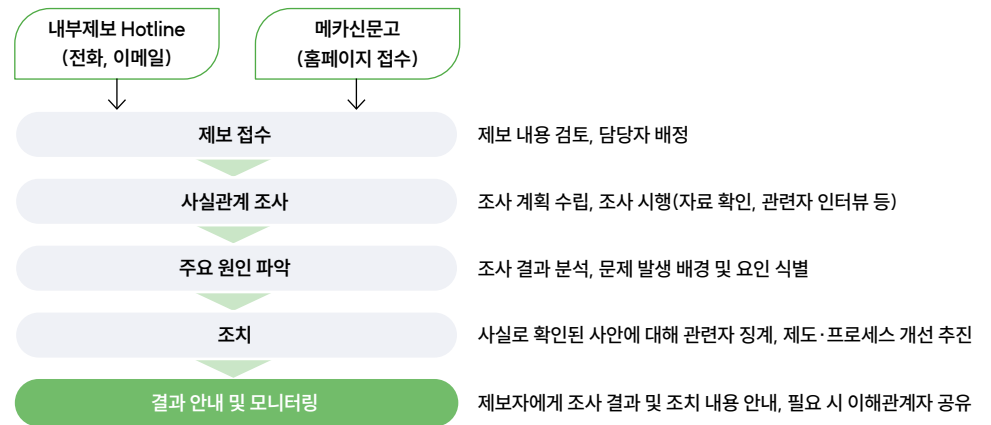 내부제보 Hotline
(전화, 이메일)
메카신문고
(홈페이지 접수)
제보 접수
제보 내용 검토, 담당자 배정
사실관계 조사
조사 계획 수립, 조사 시행(자료 확인, 관련자 인터뷰 등)
주요 원인 파악
조사 결과 분석, 문제 발생 배경 및 요인 식별
조치
사실로 확인된 사안에 대해 관련자 징계, 제도·프로세스 개선 추진
결과 안내 및 모니터링
제보자에게 조사 결과 및 조치 내용 안내, 필요 시 이해관계자 공유